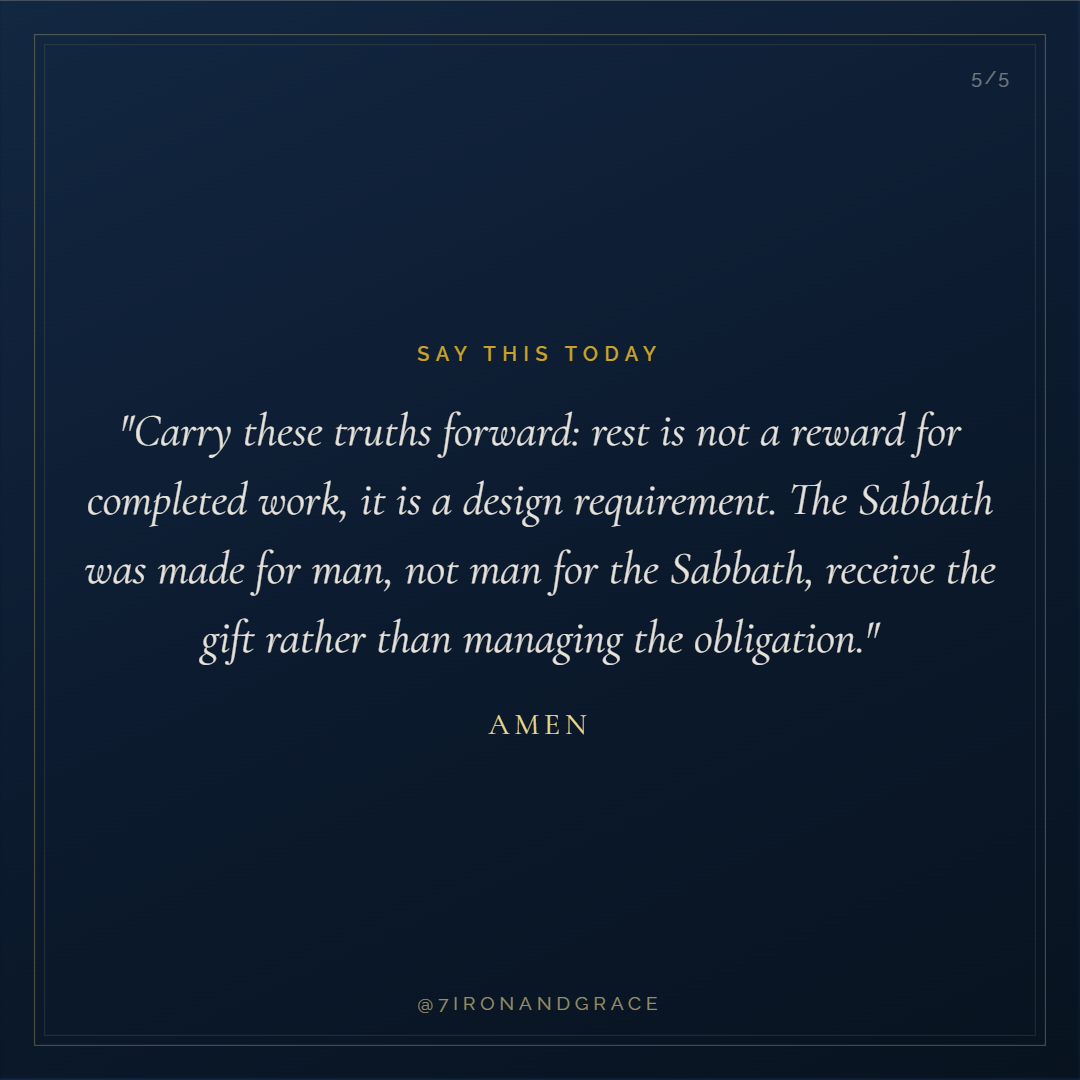 5/5
SAY THIS TODAY
"Carry these truths forward: rest is not a reward for
completed work, it is a design requirement. The Sabbath
was made for man, not man for the Sabbath, receive the
gift rather than managing the obligation."
AMEN
@7IRONANDGRACE